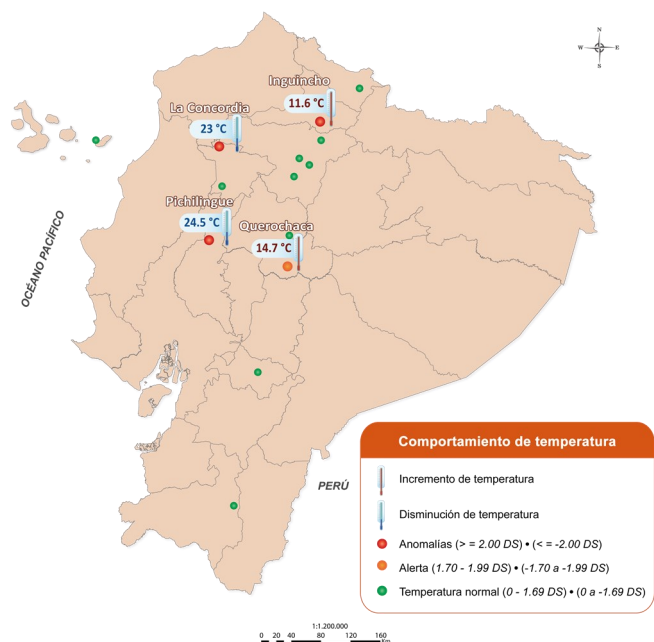 N
W E
S
Inguincho
11.6 °C
La Concordia
23 °C
Pichilingue
24.5 °C
Querochaca
14.7 °C
OCÉANO PACÍFICO
PERÚ
Comportamiento de temperatura
Incremento de temperatura
Disminución de temperatura
Anomalías (> = 2.00 DS) • (< = -2.00 DS)
Alerta (1.70 - 1.99 DS) • (-1.70 a -1.99 DS)
Temperatura normal (0 - 1.69 DS) • (0 a -1.69 DS)
1:1.200.000
0 20 40 80 120 160
Km